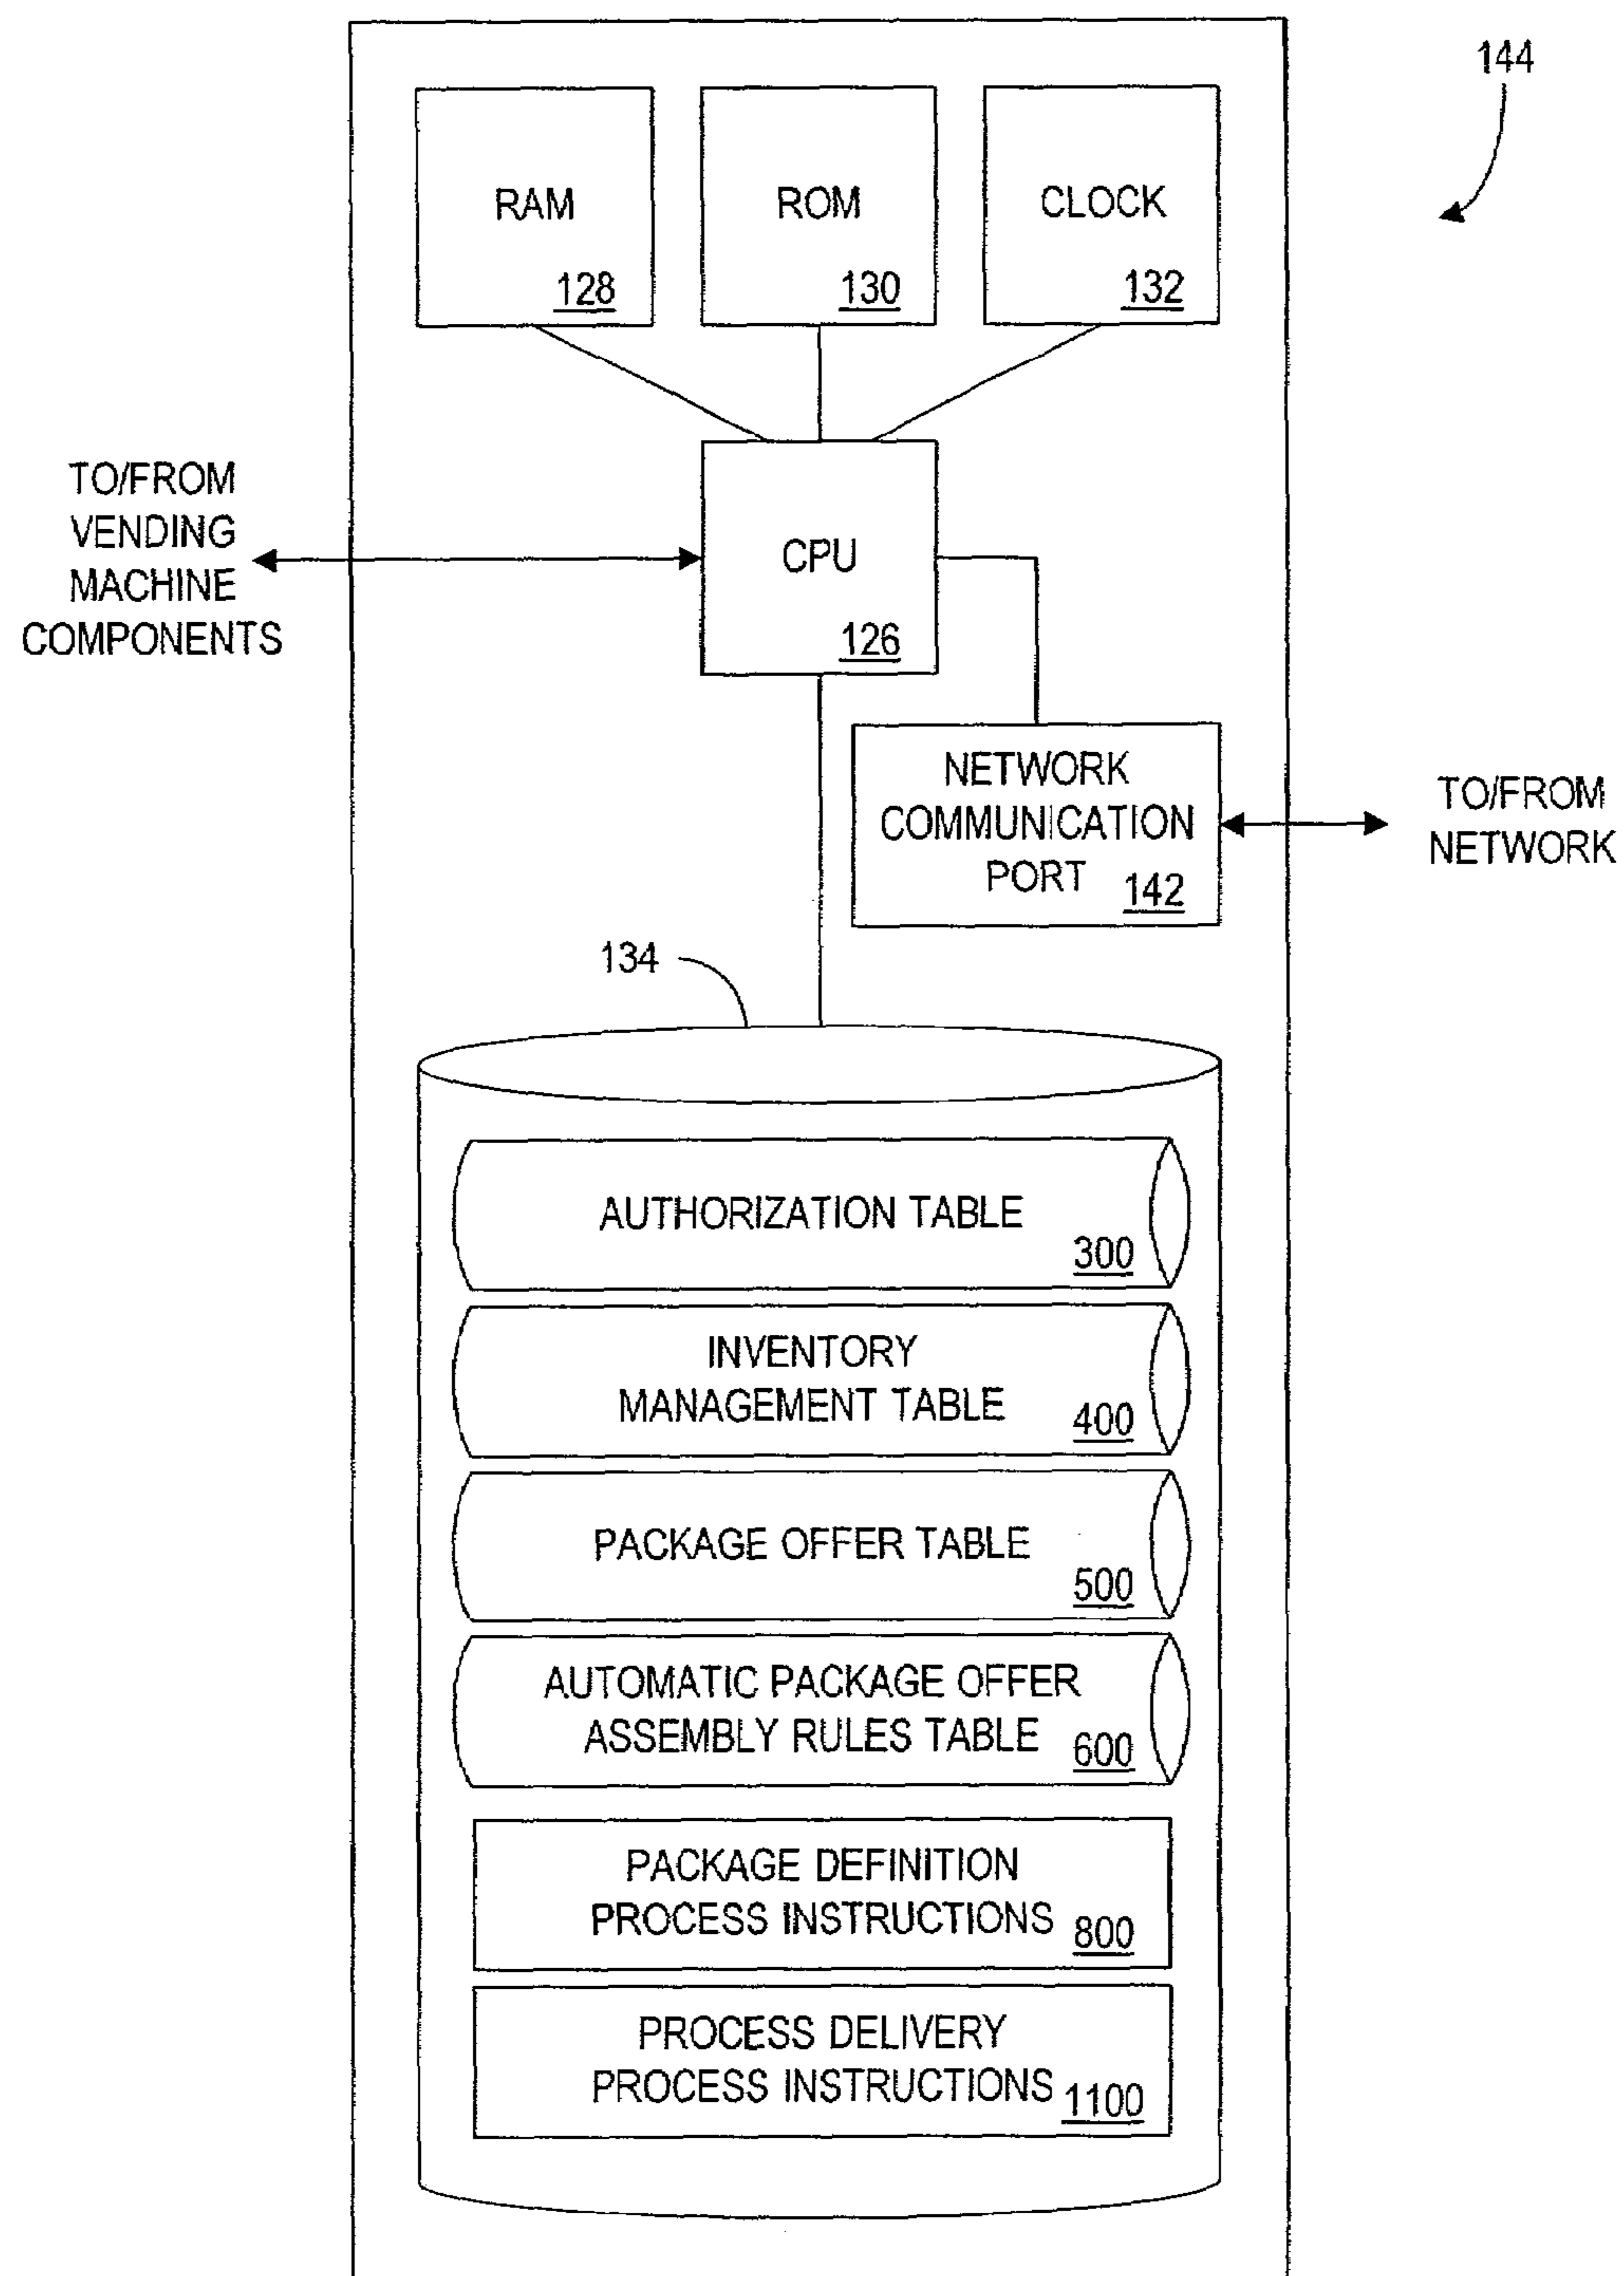 144
RAM
128
ROM
130
CLOCK
132
TO/FROM
VENDING
MACHINE
COMPONENTS
CPU
126
NETWORK
COMMUNICATION
PORT
142
TO/FROM
NETWORK
134
AUTHORIZATION TABLE
300
INVENTORY
MANAGEMENT TABLE
400
PACKAGE OFFER TABLE
500
AUTOMATIC PACKAGE OFFER
ASSEMBLY RULES TABLE
600
PACKAGE DEFINITION
PROCESS INSTRUCTIONS
800
PROCESS DELIVERY
PROCESS INSTRUCTIONS
1100